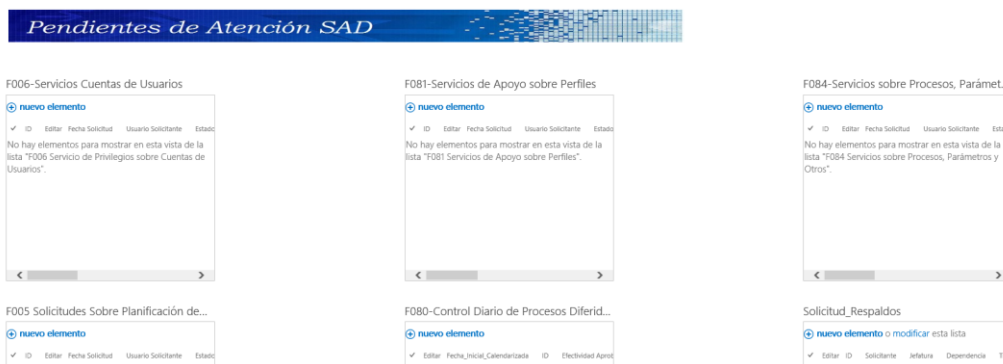 Pendientes de Atención SAD
F006-Servicios Cuentas de Usuarios
nuevo elemento
ID Editar Fecha Solicitud Usuario Solicitante Estado
No hay elementos para mostrar en esta vista de la
lista "F006 Servicio de Privilegios sobre Cuentas de
Usuarios".
F081-Servicios de Apoyo sobre Perfiles
nuevo elemento
ID Editar Fecha Solicitud Usuario Solicitante Estado
No hay elementos para mostrar en esta vista de la
lista "F081 Servicios de Apoyo sobre Perfiles".
F084-Servicios sobre Procesos, Parámet..
nuevo elemento
ID Editar Fecha Solicitud Usuario Solicitante Esta
No hay elementos para mostrar en esta vista de la
lista "F084 Servicios sobre Procesos, Parámetros y
Otros".
F005 Solicitudes Sobre Planificación de...
nuevo elemento
ID Editar Fecha Solicitud Usuario Solicitante Estado
F080-Control Diario de Procesos Diferid...
nuevo elemento
Editar Fecha_Inicial_Calendarizada ID Efectividad Aprob
Solicitud_Respaldos
nuevo elemento o modificar esta lista
Editar ID Solicitante Jefatura Dependencia T